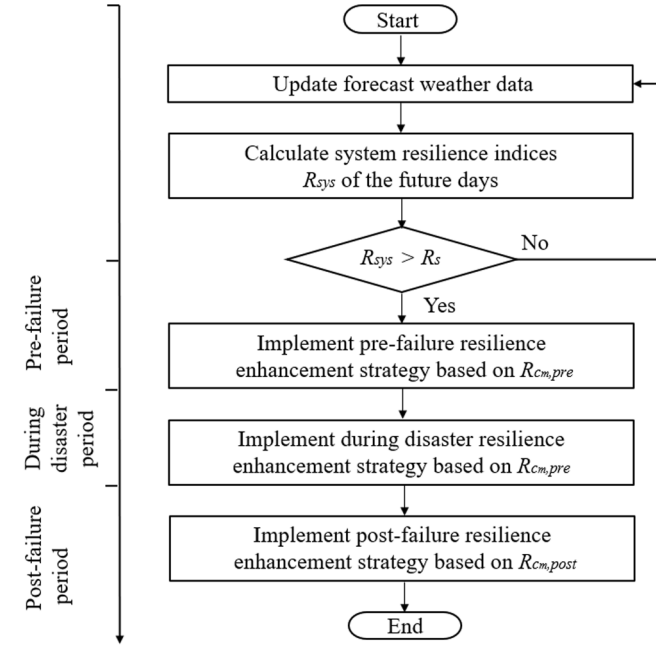 Start
Update forecast weather data
Calculate system resilience indices
Rsys of the future days
Rsys > Rs
No
Yes
Pre-failure
period
Implement pre-failure resilience
enhancement strategy based on Rcm,pre
During
disaster
period
Implement during disaster resilience
enhancement strategy based on Rcm,pre
Post-failure
period
Implement post-failure resilience
enhancement strategy based on Rcm,post
End